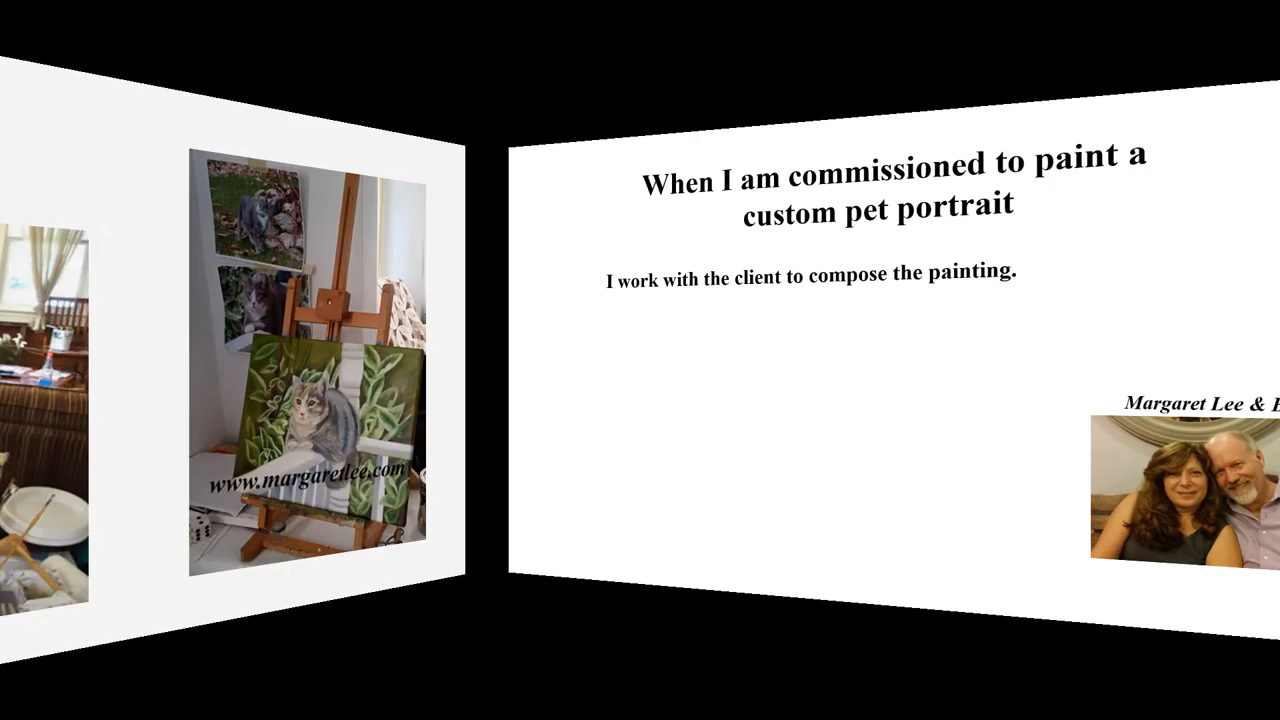 www.margaretlee.com
When I am commissioned to paint a
custom pet portrait
I work with the client to compose the painting.
Margaret Lee &